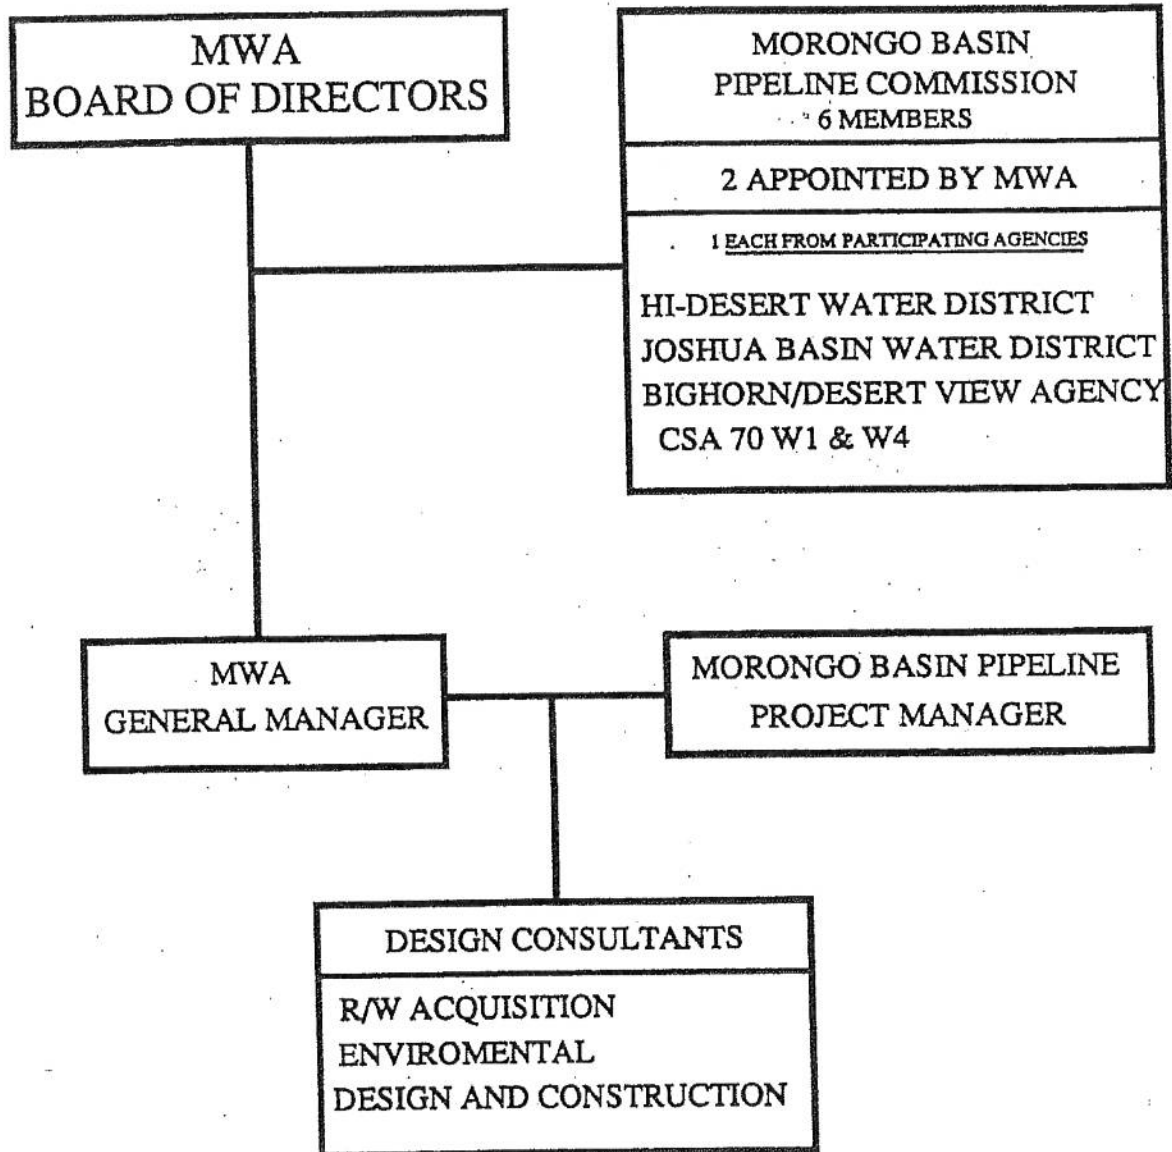 MWA
BOARD OF DIRECTORS
MORONGO BASIN
PIPELINE COMMISSION
6 MEMBERS
2 APPOINTED BY MWA
1 EACH FROM PARTICIPATING AGENCIES
HI-DESERT WATER DISTRICT
JOSHUA BASIN WATER DISTRICT
BIGHORN/DESERT VIEW AGENCY
CSA 70 W1 & W4
MWA
GENERAL MANAGER
MORONGO BASIN PIPELINE
PROJECT MANAGER
DESIGN CONSULTANTS
R/W ACQUISITION
ENVIROMENTAL
DESIGN AND CONSTRUCTION